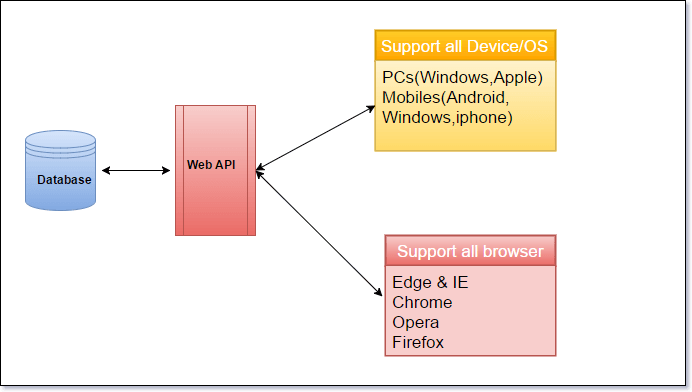 Database
Web API
Support all Device/OS
PCs(Windows,Apple)
Mobiles(Android,
Windows,iphone)
Support all browser
Edge & IE
Chrome
Opera
Firefox